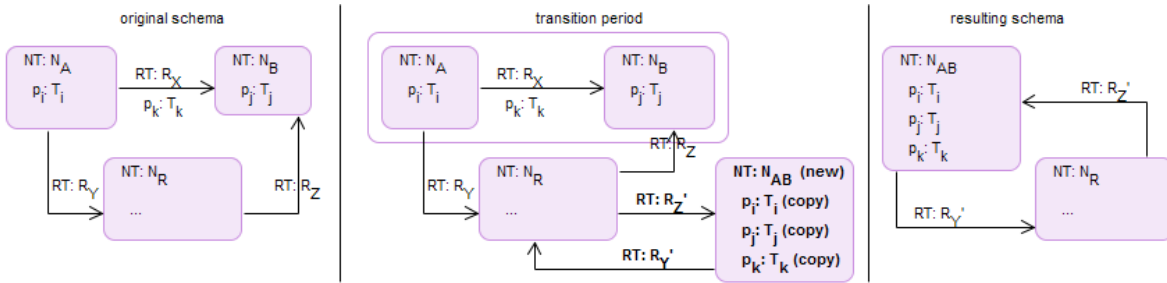 original schema
NT: N_A
p_i: T_i
RT: R_X
p_k: T_k
NT: N_B
p_j: T_j
RT: R_Y
NT: N_R
...
RT: R_Z
transition period
NT: N_A
p_i: T_i
RT: R_X
p_k: T_k
NT: N_B
p_j: T_j
RT: R_Z
RT: R_Y
NT: N_R
...
RT: R_Z'
RT: R_Y'
NT: N_AB (new)
p_i: T_i (copy)
p_j: T_j (copy)
p_k: T_k (copy)
resulting schema
NT: N_AB
p_i: T_i
p_j: T_j
p_k: T_k
RT: R_Z'
NT: N_R
...
RT: R_Y'